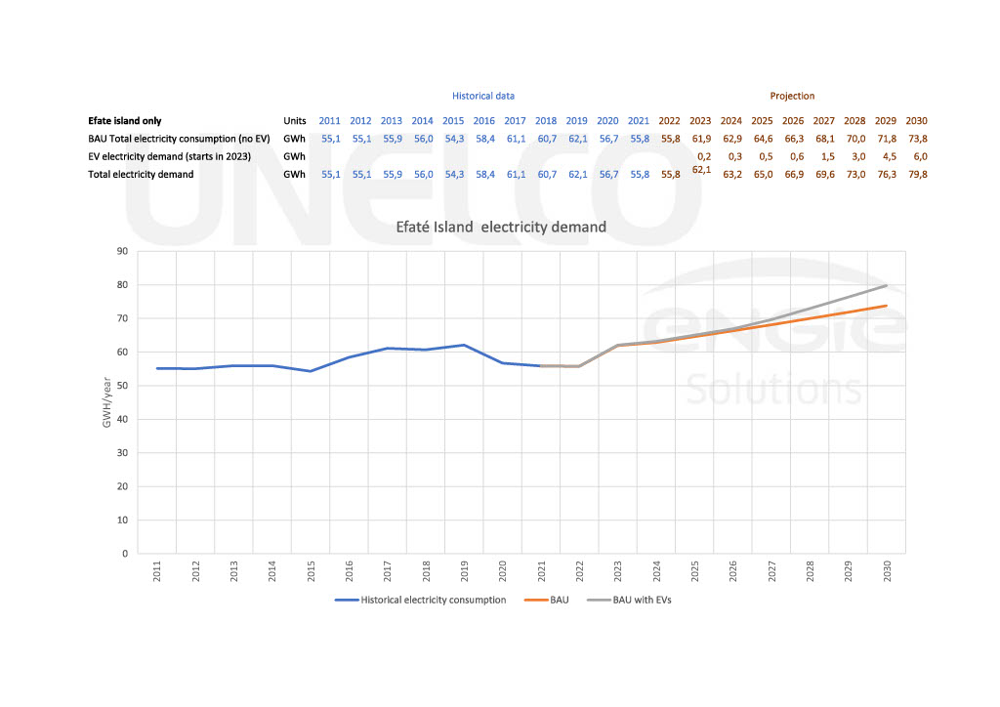 Historical data Projection
Efate island only Units 2011 2012 2013 2014 2015 2016 2017 2018 2019 2020 2021 2022 2023 2024 2025 2026 2027 2028 2029 2030
BAU Total electricity consumption (no EV) GWh 55,1 55,1 55,9 56,0 54,3 58,4 61,1 60,7 62,1 56,7 55,8 55,8 61,9 62,9 64,6 66,3 68,1 70,0 71,8 73,8
EV electricity demand (starts in 2023) GWh 0,2 0,3 0,5 0,6 1,5 3,0 4,5 6,0
Total electricity demand GWh 55,1 55,1 55,9 56,0 54,3 58,4 61,1 60,7 62,1 56,7 55,8 55,8 62,1 63,2 65,0 66,9 69,6 73,0 76,3 79,8
UNELCO
Efaté Island electricity demand
90
80
70
60
50
40
30
20
10
0
GWH/year
ENGIE
Solutions
2011 2012 2013 2014 2015 2016 2017 2018 2019 2020 2021 2022 2023 2024 2025 2026 2027 2028 2029 2030
Historical electricity consumption BAU BAU with EVs